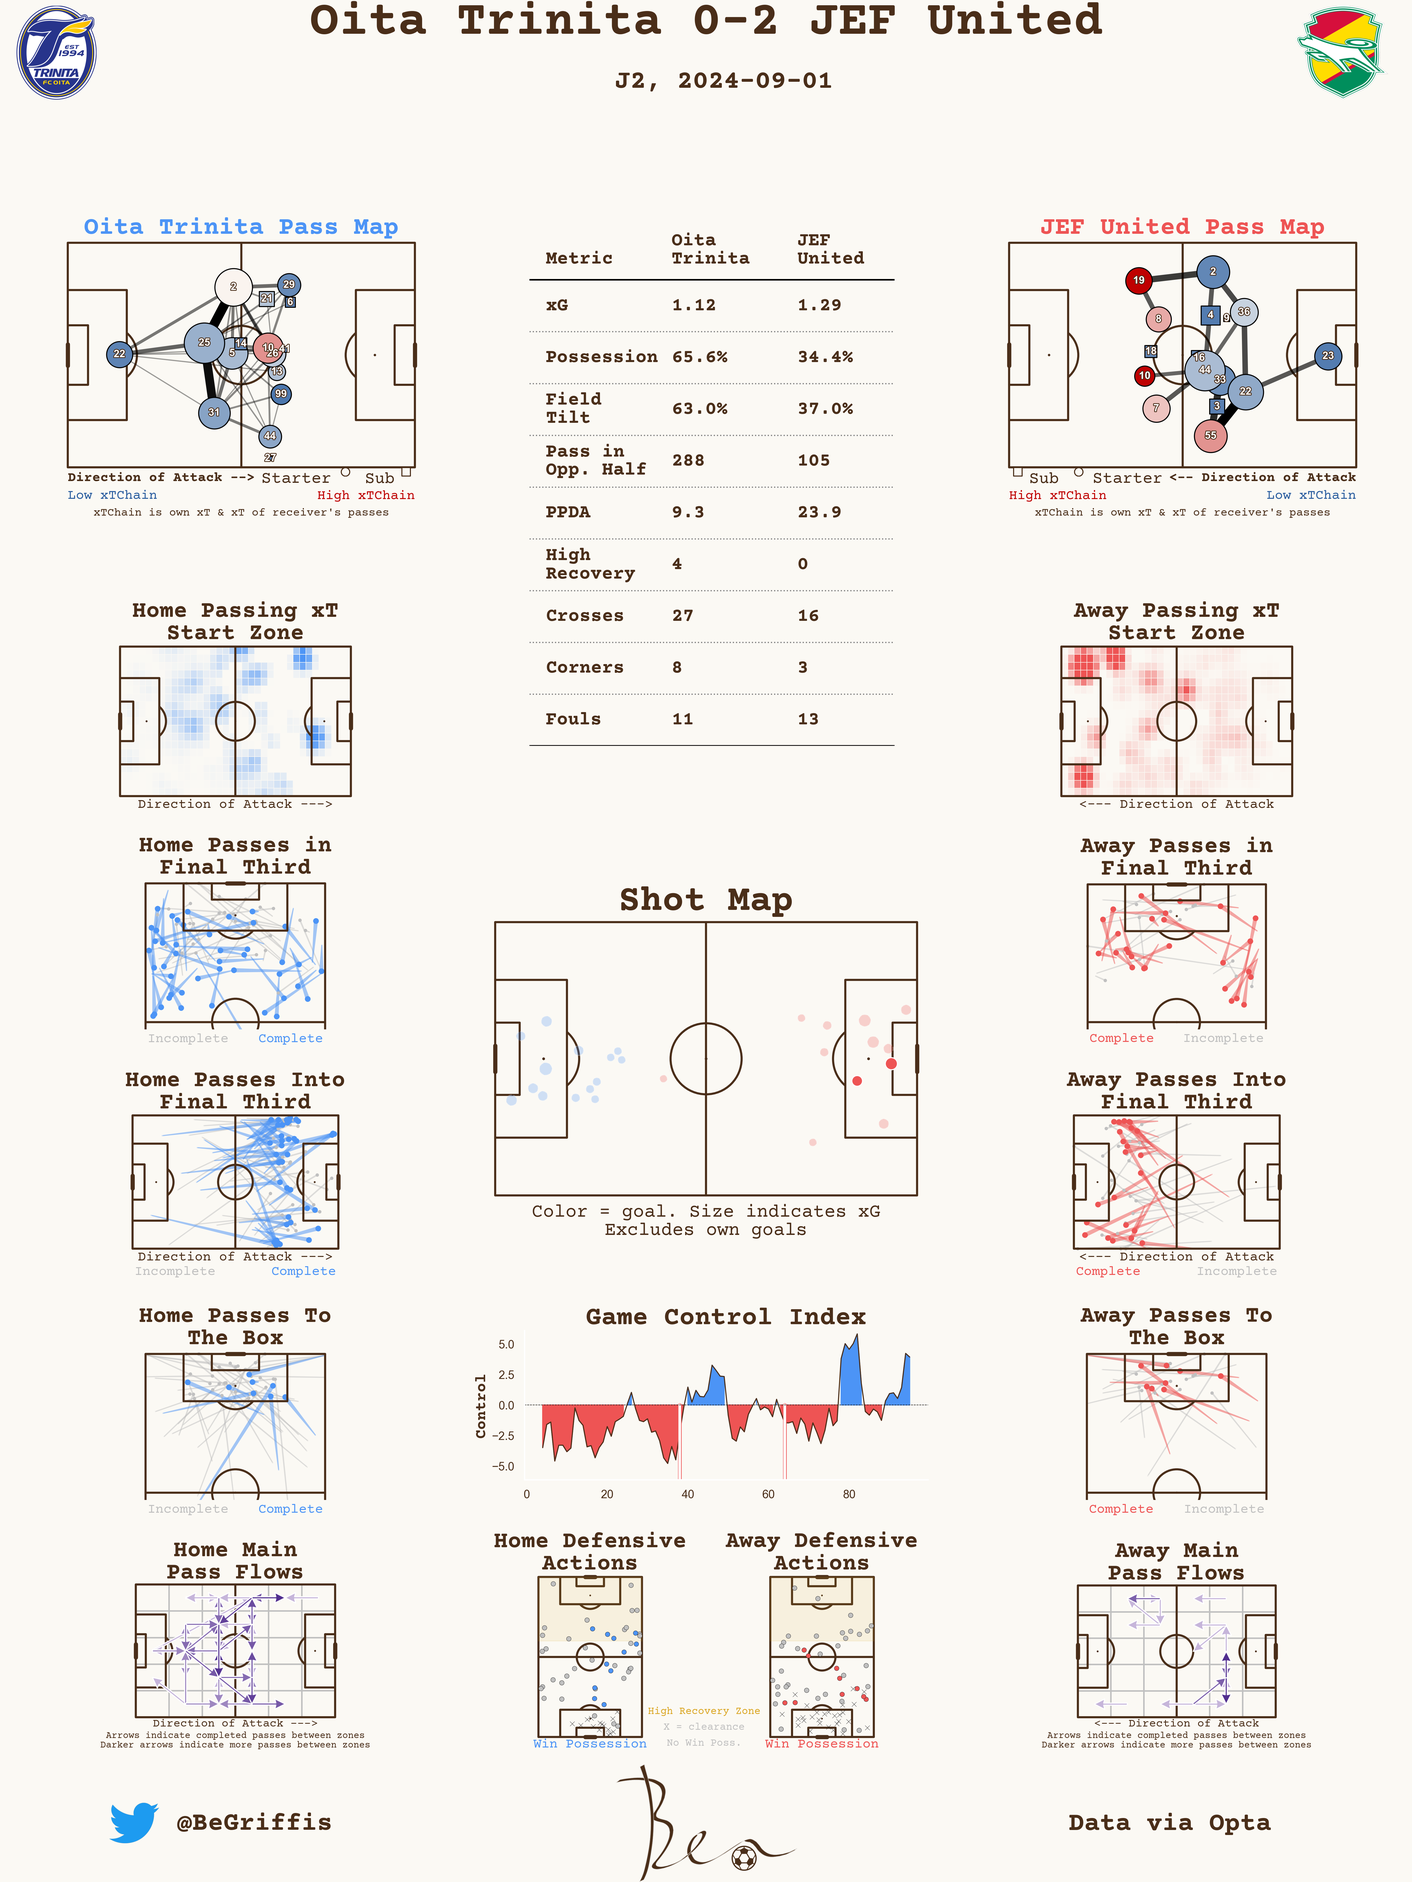 Oita Trinita 0-2 JEF United
J2, 2024-09-01
EST
1994
TRINITA
FC OITA
Oita Trinita Pass Map
2
29
21
6
25
14
5
10
41
26
22
13
99
31
44
27
Direction of Attack --> Starter Sub
Low xTChain High xTChain
xTChain is own xT & xT of receiver's passes
Metric Oita Trinita JEF United
xG 1.12 1.29
Possession 65.6% 34.4%
Field Tilt 63.0% 37.0%
Pass in Opp. Half 288 105
PPDA 9.3 23.9
High Recovery 4 0
Crosses 27 16
Corners 8 3
Fouls 11 13
JEF United Pass Map
19
2
8
4
9
36
18
16
44
23
10
33
22
7
3
55
Sub Starter <-- Direction of Attack
High xTChain Low xTChain
xTChain is own xT & xT of receiver's passes
Home Passing xT
Start Zone
Direction of Attack --->
Away Passing xT
Start Zone
<--- Direction of Attack
Home Passes in
Final Third
Incomplete Complete
Away Passes in
Final Third
Complete Incomplete
Shot Map
Color = goal. Size indicates xG
Excludes own goals
Home Passes Into
Final Third
Direction of Attack --->
Incomplete Complete
Away Passes Into
Final Third
<--- Direction of Attack
Complete Incomplete
Home Passes To
The Box
Incomplete Complete
Game Control Index
Control
5.0
2.5
0.0
−2.5
−5.0
0 20 40 60 80
Away Passes To
The Box
Complete Incomplete
Home Main
Pass Flows
Direction of Attack --->
Arrows indicate completed passes between zones
Darker arrows indicate more passes between zones
Home Defensive
Actions
Win Possession
High Recovery Zone
X = clearance
No Win Poss.
Away Defensive
Actions
Win Possession
Away Main
Pass Flows
<--- Direction of Attack
Arrows indicate completed passes between zones
Darker arrows indicate more passes between zones
@BeGriffis
Ben
Data via Opta